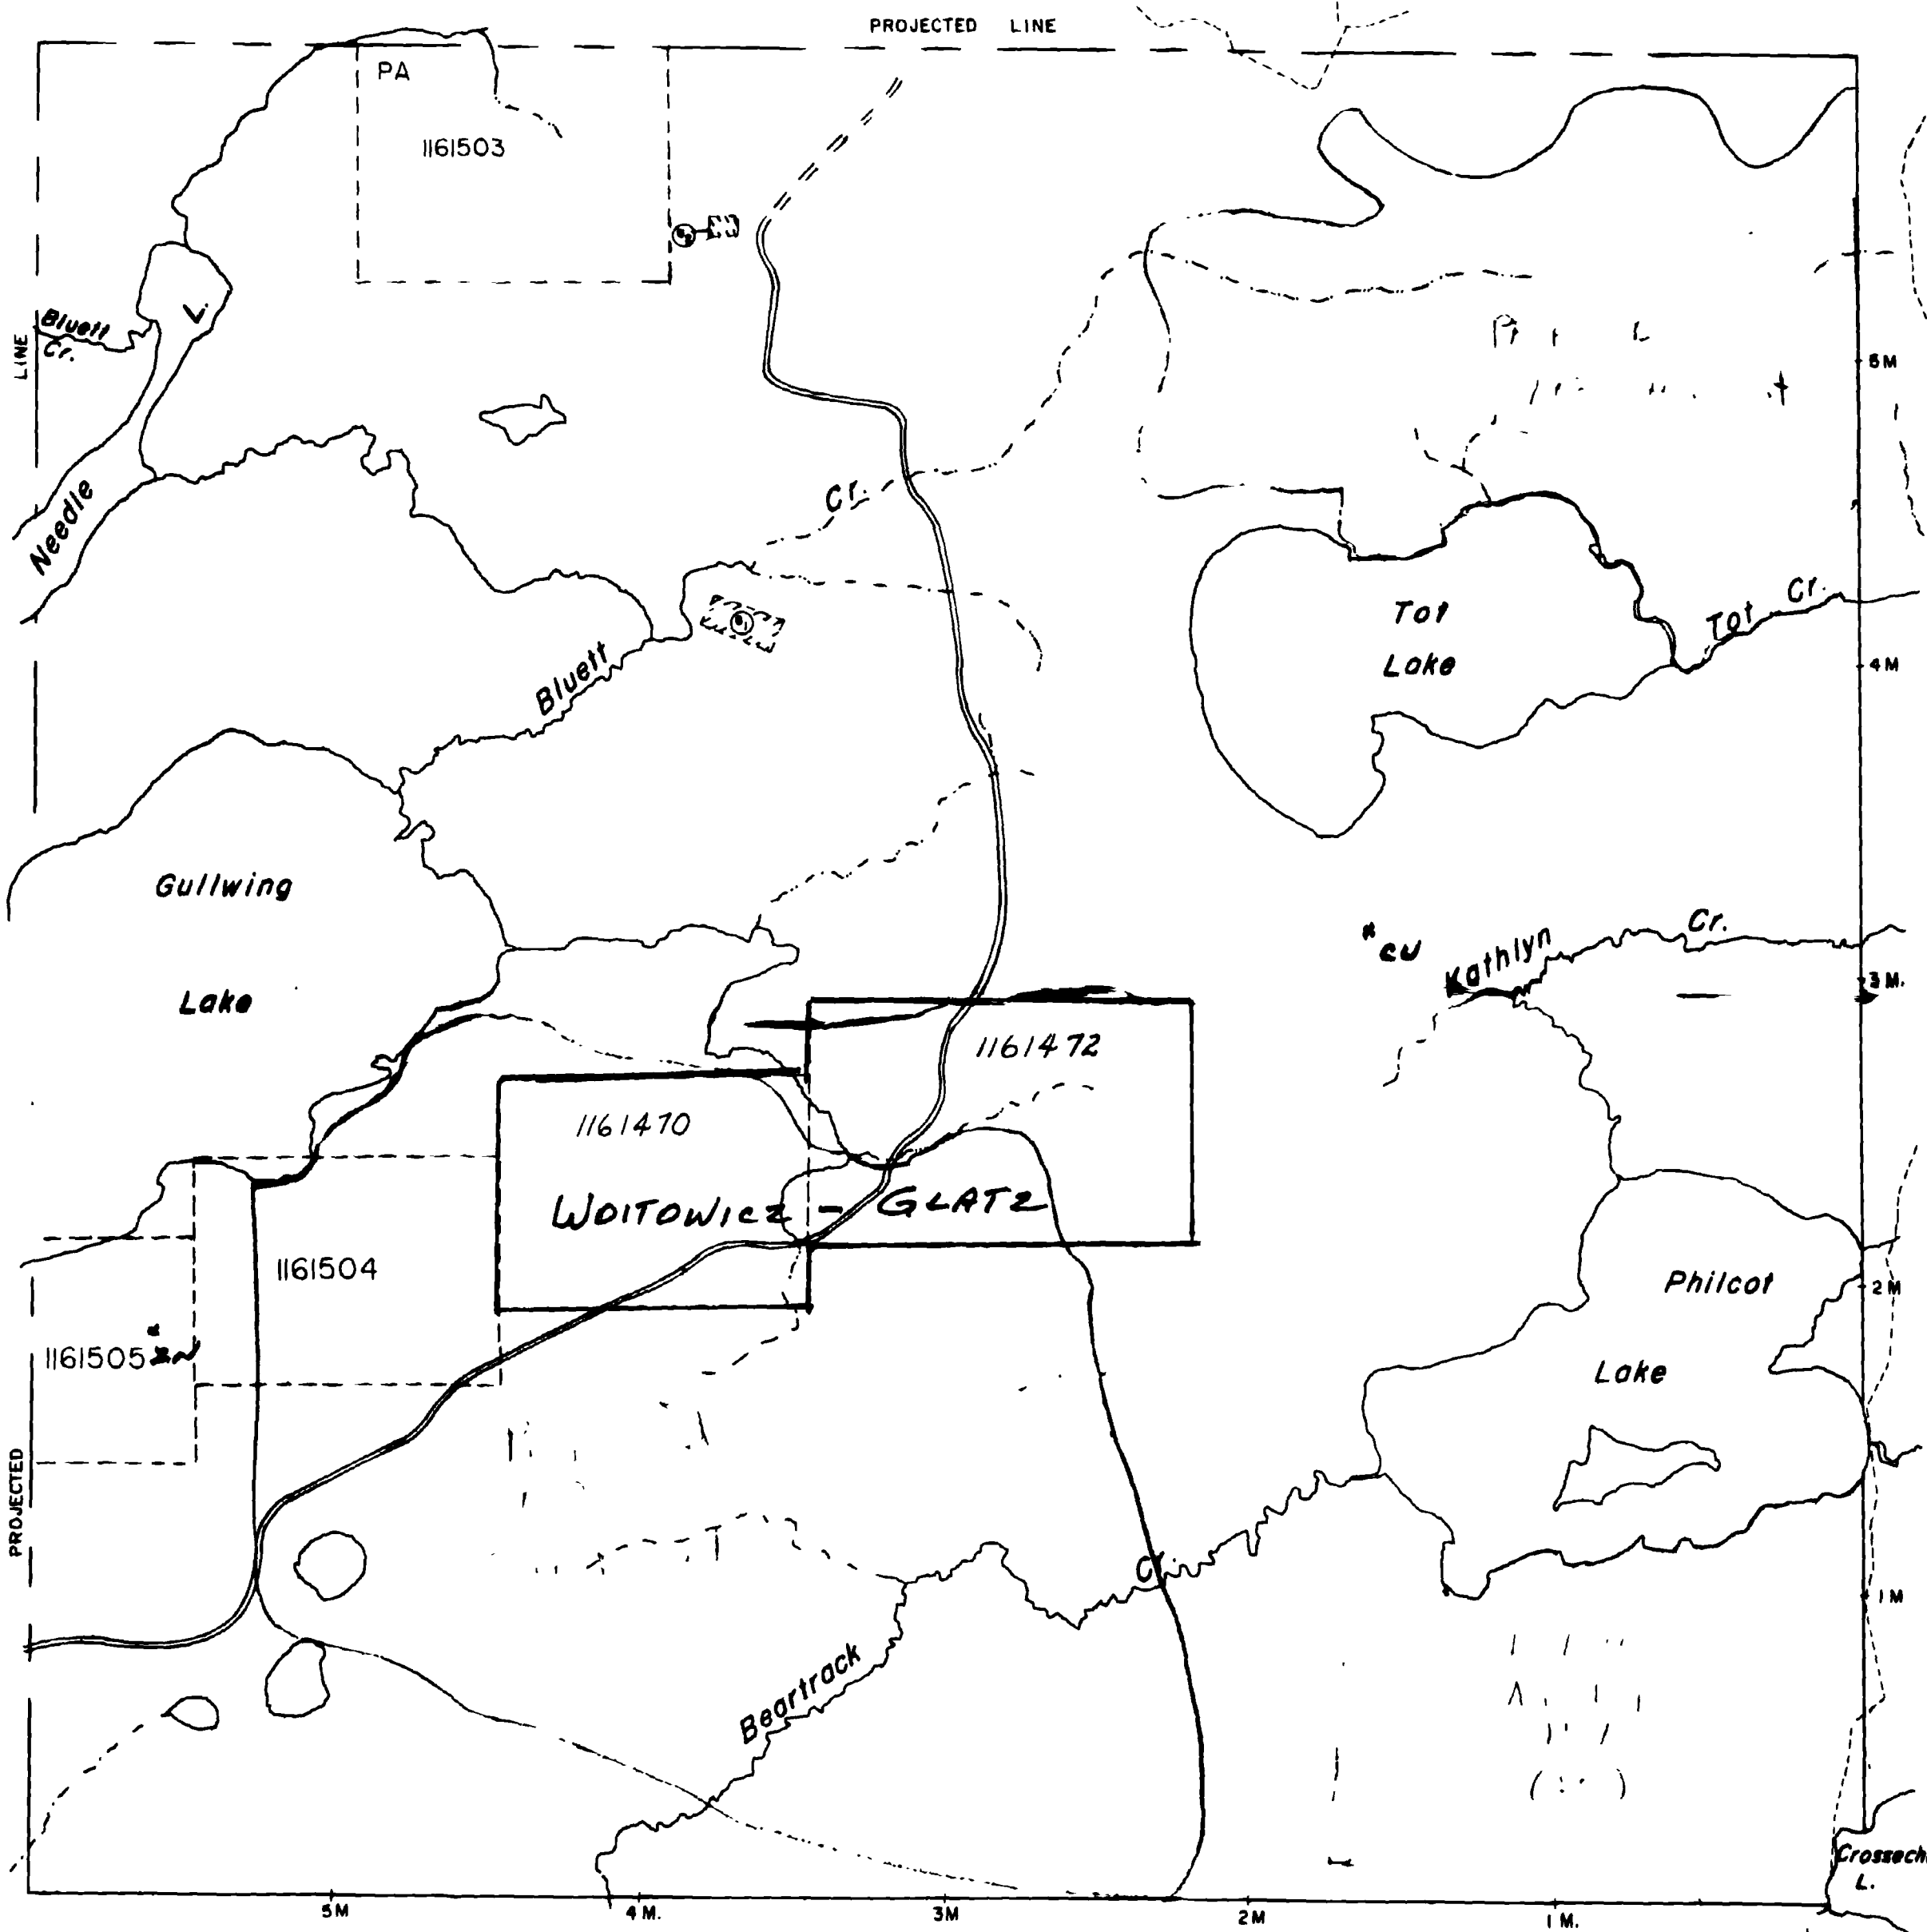 PROJECTED LINE
PA
1161503
Bluett
Cr.
L.
LINE
5M
Needle
Cr.
Tot
Lake
Tot Cr.
4M
Bluett
Gullwing
Lake
Cu
Kathlyn Cr.
3M.
1161472
1161470
WOITOWICZ - GLATZ
1161504
Philcot
Lake
2M
1161505
PROJECTED
Cr.
1M
Beartrack
Crossech
L.
5M
4M.
3M
2M
1M.